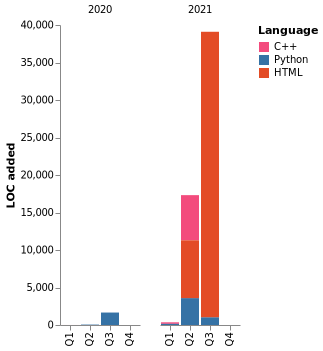 2020
2021
Language
C++
Python
HTML
LOC added
40,000
35,000
30,000
25,000
20,000
15,000
10,000
5,000
0
Q1
Q2
Q3
Q4
Q1
Q2
Q3
Q4